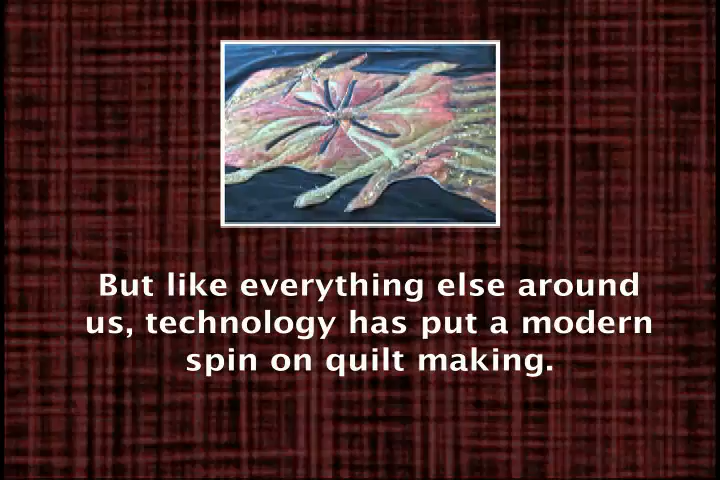 But like everything else around
us, technology has put a modern
spin on quilt making.